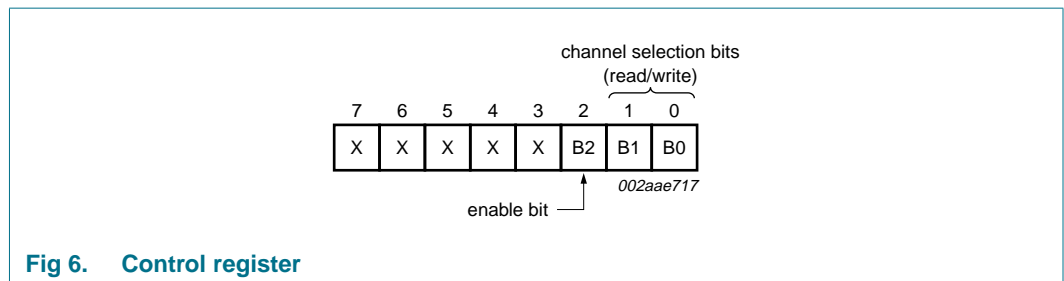 channel selection bits
(read/write)
7 6 5 4 3 2 1 0
X X X X X B2 B1 B0
002aae717
enable bit
Fig 6. Control register